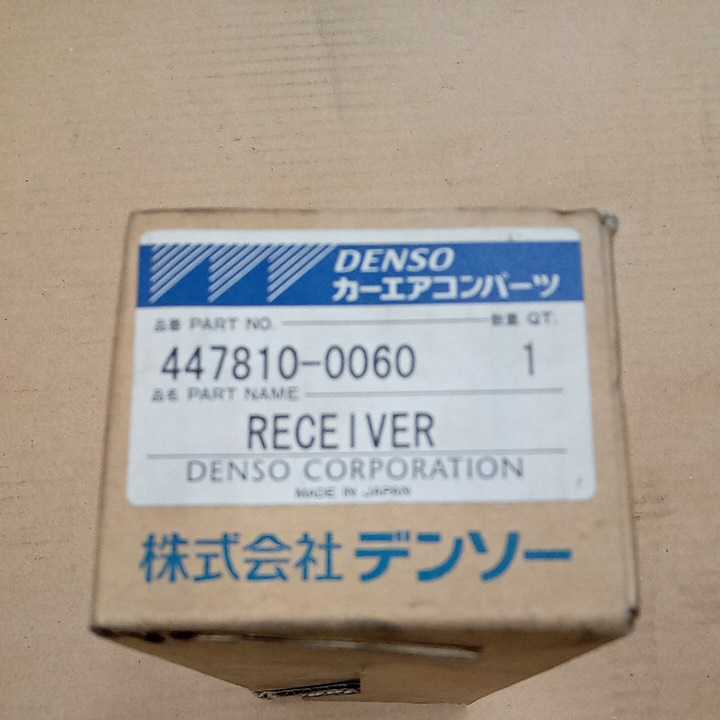 DENSO
カーエアコンパーツ
品番 PART NO. 数量 QT.
447810-0060 1
品名 PART NAME
RECEIVER
DENSO CORPORATION
MADE IN JAPAN
株式会社 デンソー